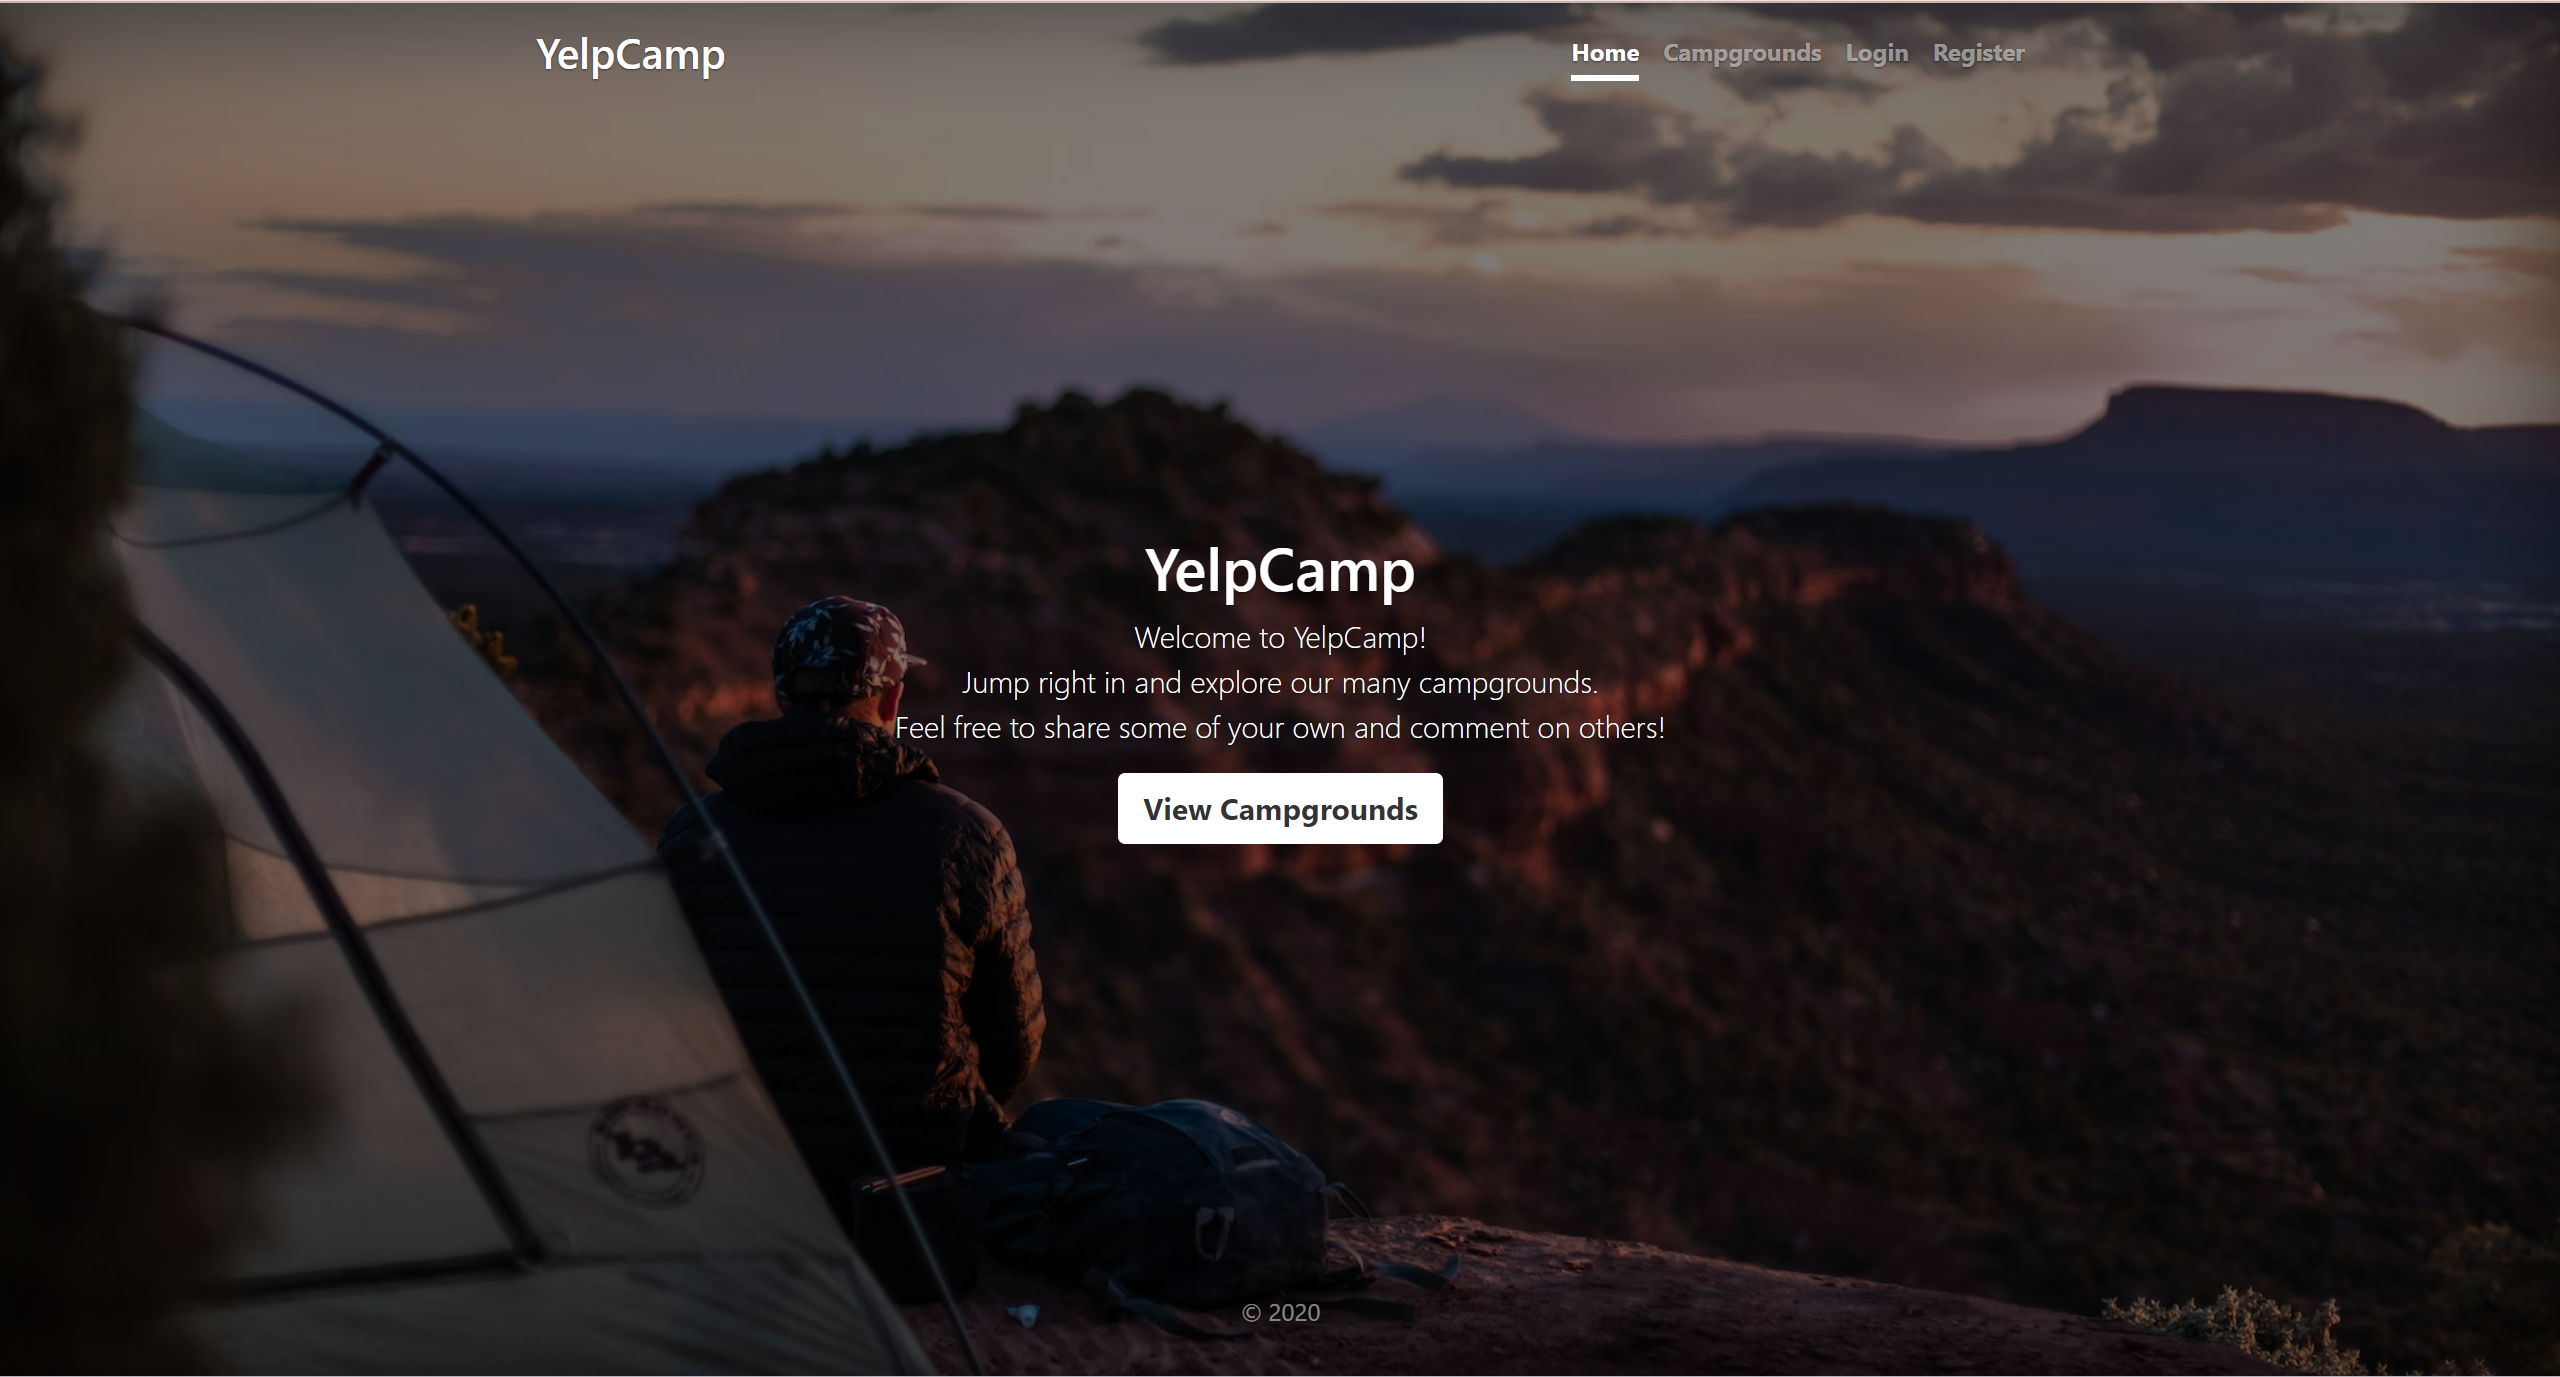 YelpCamp
Home Campgrounds Login Register
YelpCamp
Welcome to YelpCamp!
Jump right in and explore our many campgrounds.
Feel free to share some of your own and comment on others!
View Campgrounds
© 2020